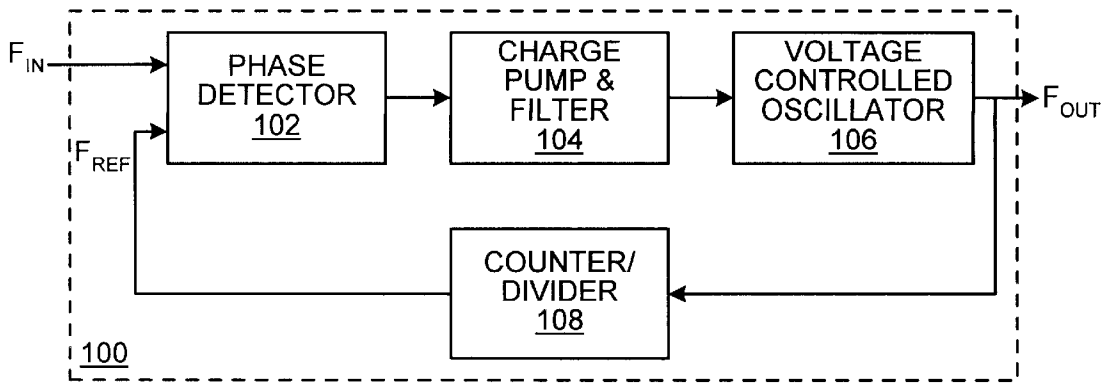 F_IN
PHASE
DETECTOR
102
CHARGE
PUMP &
FILTER
104
VOLTAGE
CONTROLLED
OSCILLATOR
106
F_OUT
F_REF
COUNTER/
DIVIDER
108
100